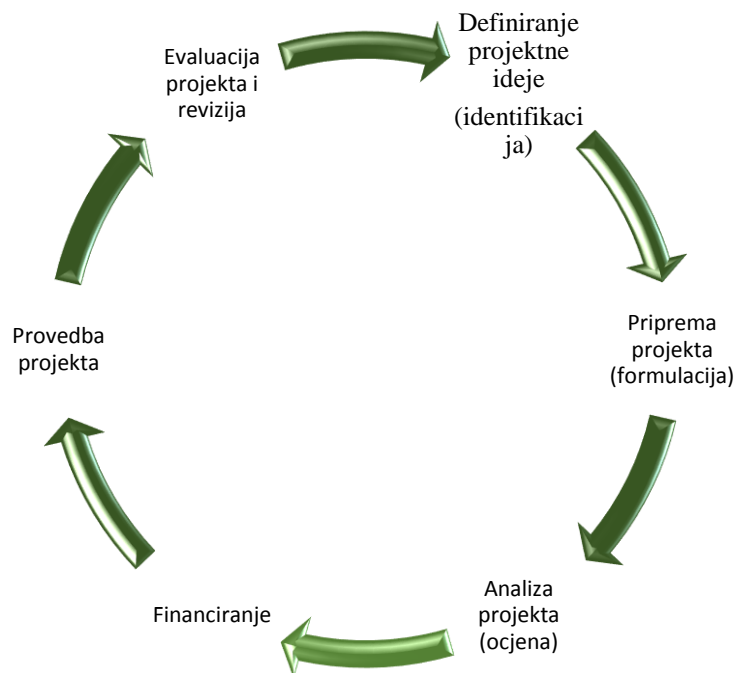 Definiranje
projektne
ideje
(identifikaci
ja)
Priprema
projekta
(formulacija)
Analiza
projekta
(ocjena)
Financiranje
Provedba
projekta
Evaluacija
projekta i
revizija